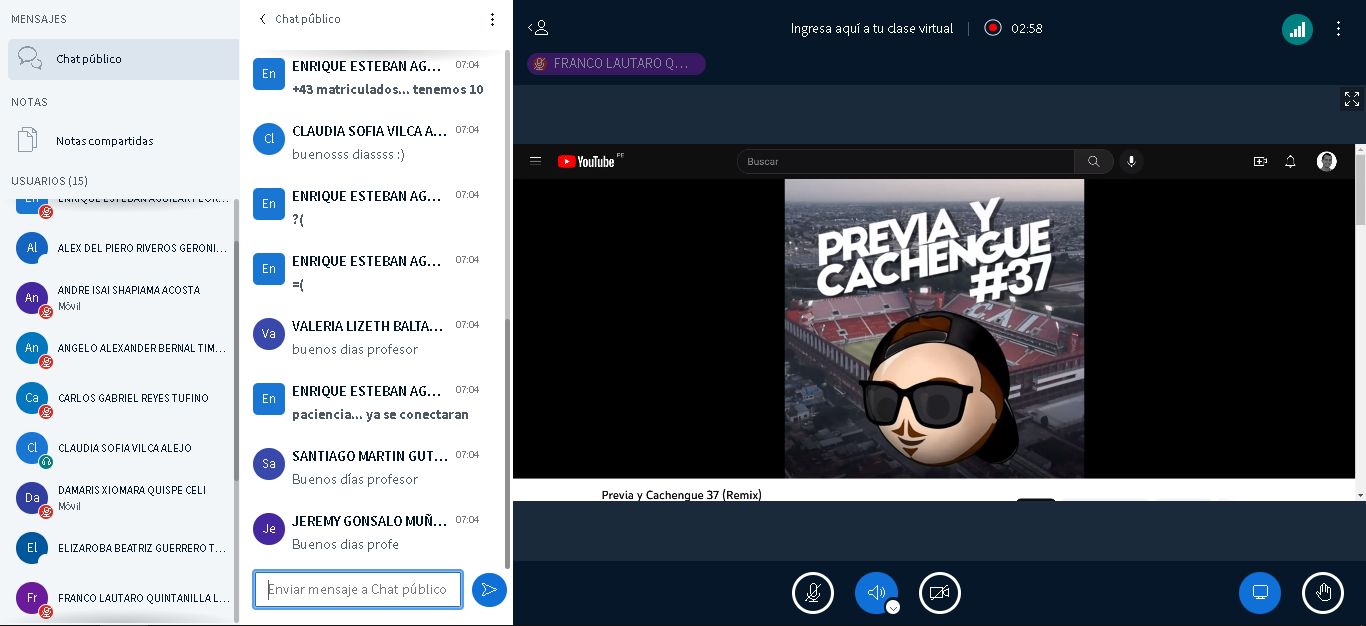 MENSAJES
Chat público
NOTAS
Notas compartidas
USUARIOS (15)
En
Al
ALEX DEL PIERO RIVEROS GERONI...
An
ANDRE ISAI SHAPIAMA ACOSTA
Móvil
An
ANGELO ALEXANDER BERNAL TIM...
Ca
CARLOS GABRIEL REYES TUFINO
Cl
CLAUDIA SOFIA VILCA ALEJO
Da
DAMARIS XIOMARA QUISPE CELI
Móvil
El
ELIZAROBA BEATRIZ GUERRERO T...
Fr
FRANCO LAUTARO QUINTANILLA L...
Chat público
En
ENRIQUE ESTEBAN AG... 07:04
+43 matriculados... tenemos 10
Cl
CLAUDIA SOFIA VILCA A... 07:04
buenosss diassss :)
En
ENRIQUE ESTEBAN AG... 07:04
?(
En
ENRIQUE ESTEBAN AG... 07:04
=(
Va
VALERIA LIZETH BALTA... 07:04
buenos dias profesor
En
ENRIQUE ESTEBAN AG... 07:04
paciencia... ya se conectaran
Sa
SANTIAGO MARTIN GUT... 07:04
Buenos días profesor
Je
JEREMY GONSALO MUÑ... 07:04
Buenos dias profe
Enviar mensaje a Chat público
Ingresa aquí a tu clase virtual
02:58
FRANCO LAUTARO Q...
YouTube PE
Buscar
PREVIA Y
CACHENGUE
#37
C.A.I.
Previa y Cachengue 37 (Remix)